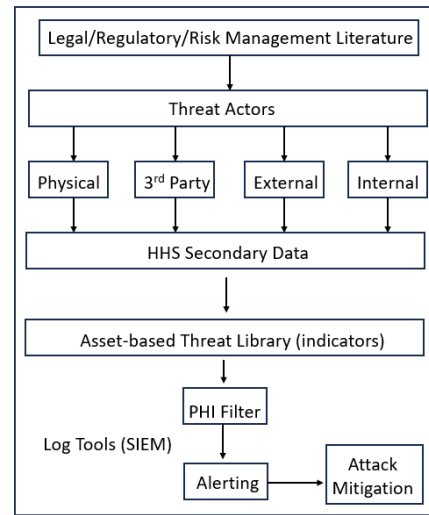 Legal/Regulatory/Risk Management Literature
Threat Actors
Physical
3rd Party
External
Internal
HHS Secondary Data
Asset-based Threat Library (indicators)
PHI Filter
Log Tools (SIEM)
Alerting
Attack
Mitigation